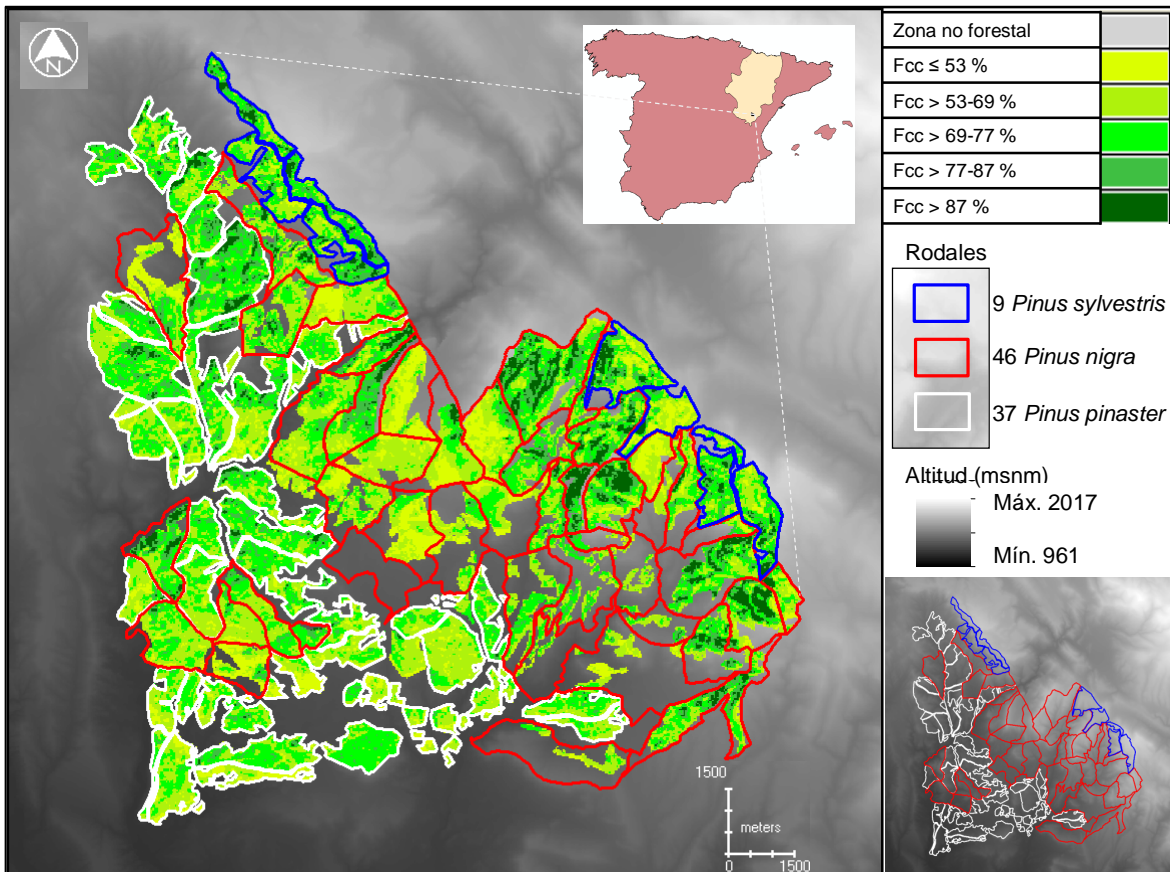 N
Zona no forestal
Fcc ≤ 53 %
Fcc > 53-69 %
Fcc > 69-77 %
Fcc > 77-87 %
Fcc > 87 %
Rodales
9 Pinus sylvestris
46 Pinus nigra
37 Pinus pinaster
Altitud (msnm)
Máx. 2017
Mín. 961
1500
meters
0 1500